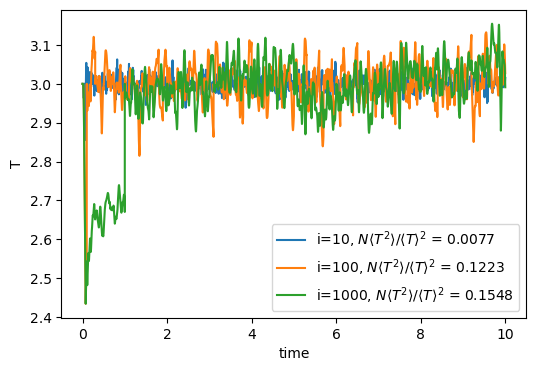 3.1
3.0
2.9
2.8
2.7
2.6
2.5
2.4
T
i=10, N⟨T²⟩/⟨T⟩² = 0.0077
i=100, N⟨T²⟩/⟨T⟩² = 0.1223
i=1000, N⟨T²⟩/⟨T⟩² = 0.1548
0 2 4 6 8 10
time